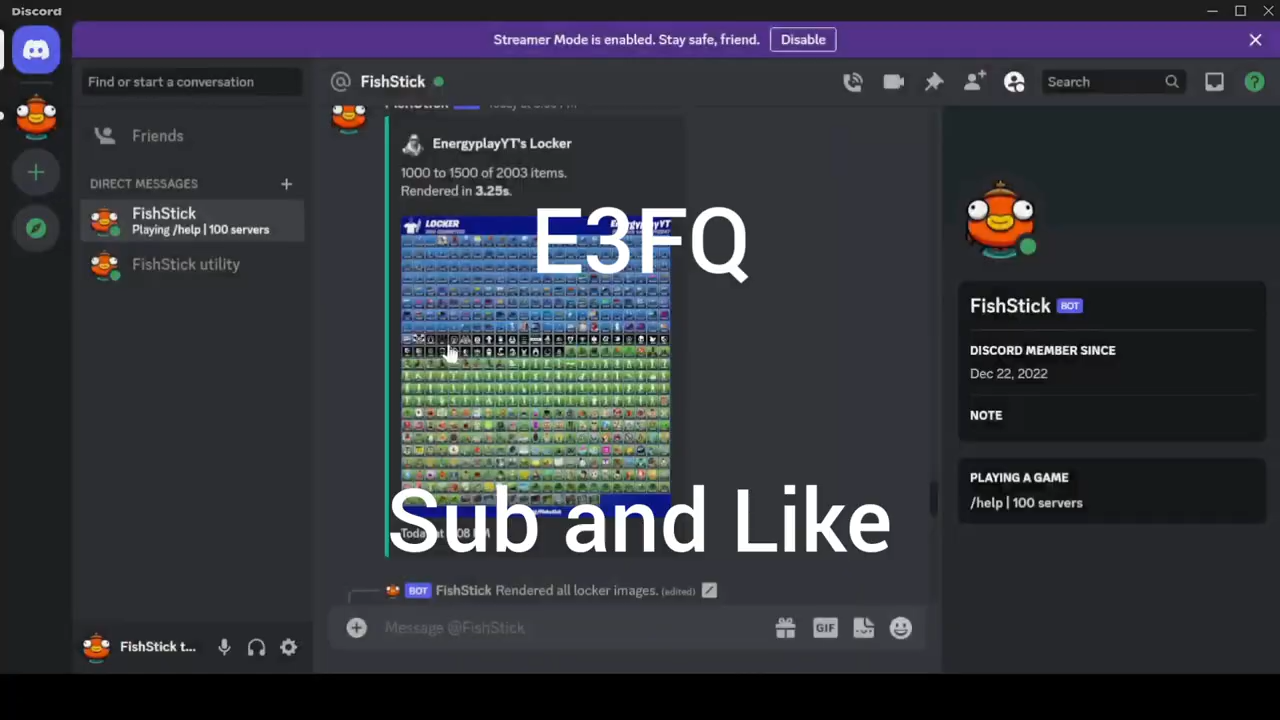 Discord
Streamer Mode is enabled. Stay safe, friend. Disable
Find or start a conversation
FishStick
Search
Friends
DIRECT MESSAGES
FishStick
Playing /help | 100 servers
FishStick utility
EnergyplayYT's Locker
1000 to 1500 of 2003 items.
Rendered in 3.25s.
LOCKER
E3FQ
Sub and Like
BOT FishStick Rendered all locker images. (edited)
Message @FishStick
GIF
FishStick t...
FishStick BOT
DISCORD MEMBER SINCE
Dec 22, 2022
NOTE
PLAYING A GAME
/help | 100 servers